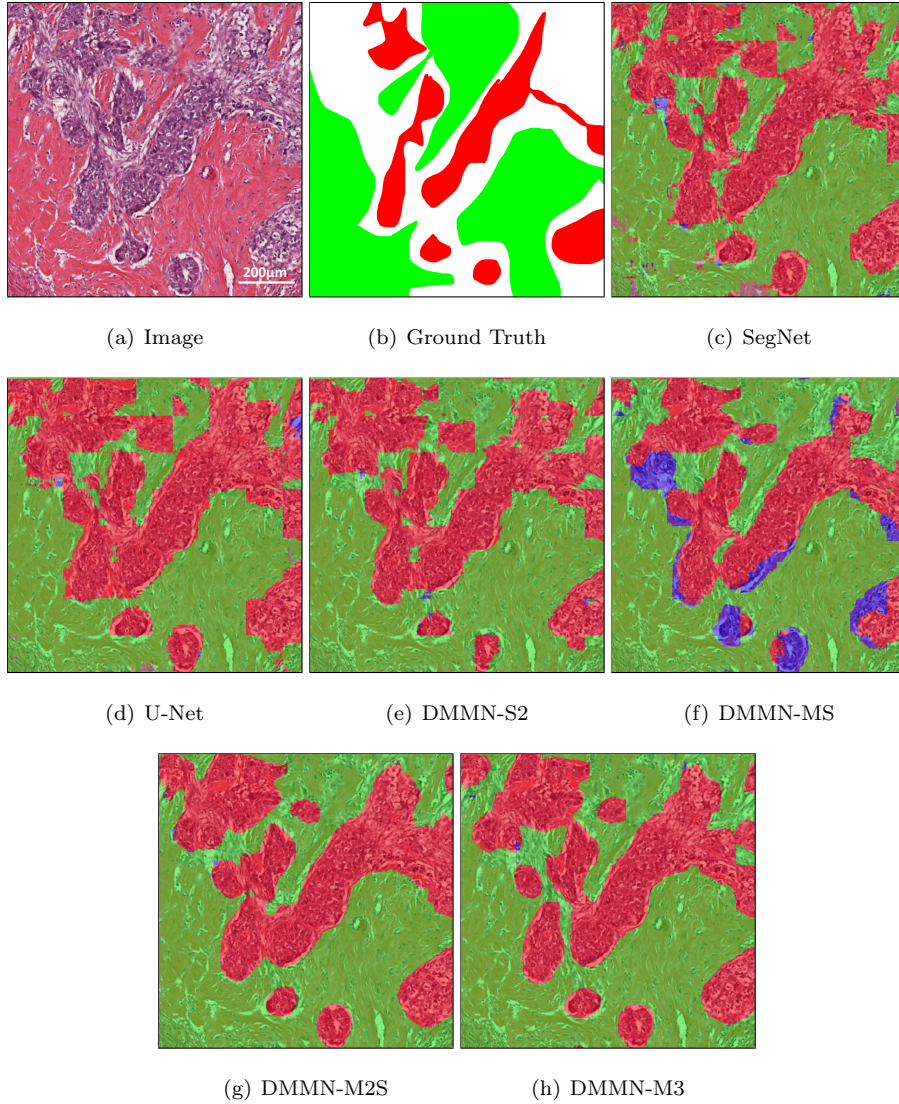 200µm
(a) Image
(b) Ground Truth
(c) SegNet
(d) U-Net
(e) DMMN-S2
(f) DMMN-MS
(g) DMMN-M2S
(h) DMMN-M3